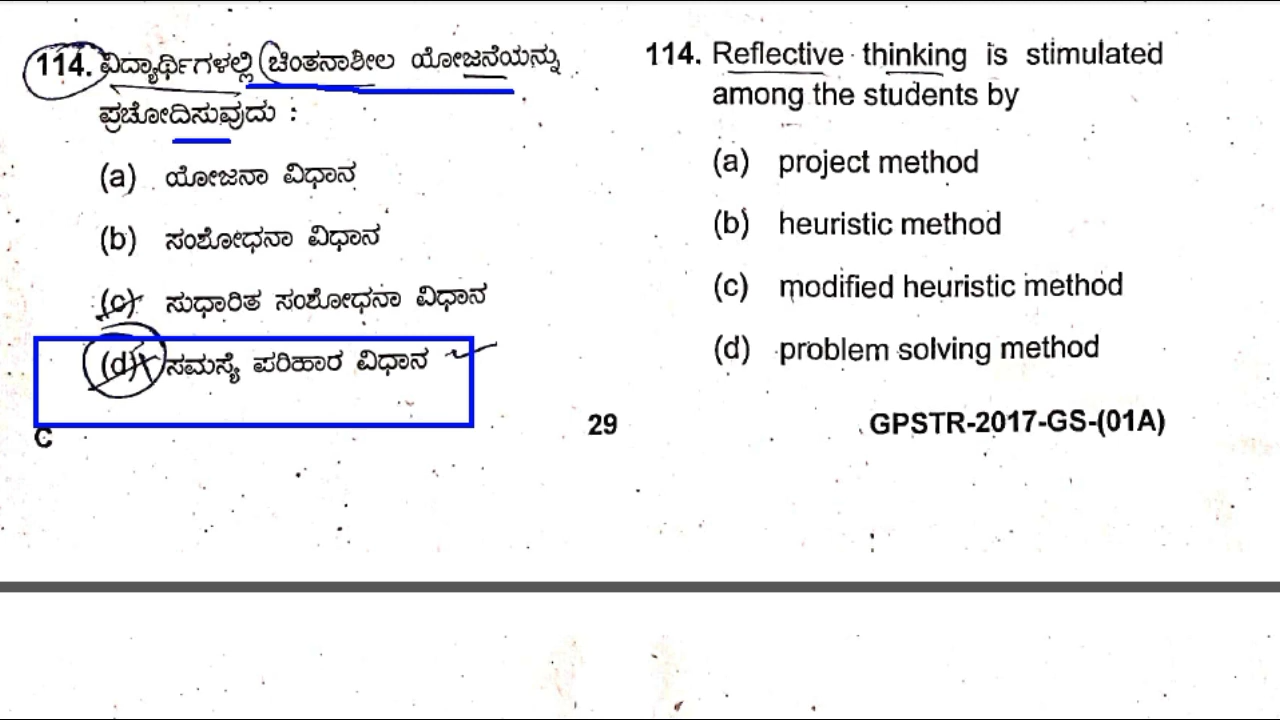 114. ವಿದ್ಯಾರ್ಥಿಗಳಲ್ಲಿ ಚಿಂತನಾಶೀಲ ಯೋಜನೆಯನ್ನು
ಪ್ರಚೋದಿಸುವುದು :
(a) ಯೋಜನಾ ವಿಧಾನ
(b) ಸಂಶೋಧನಾ ವಿಧಾನ
(c) ಸುಧಾರಿತ ಸಂಶೋಧನಾ ವಿಧಾನ
(d) ಸಮಸ್ಯೆ ಪರಿಹಾರ ವಿಧಾನ
C
114. Reflective thinking is stimulated
among the students by
(a) project method
(b) heuristic method
(c) modified heuristic method
(d) problem solving method
29
GPSTR-2017-GS-(01A)